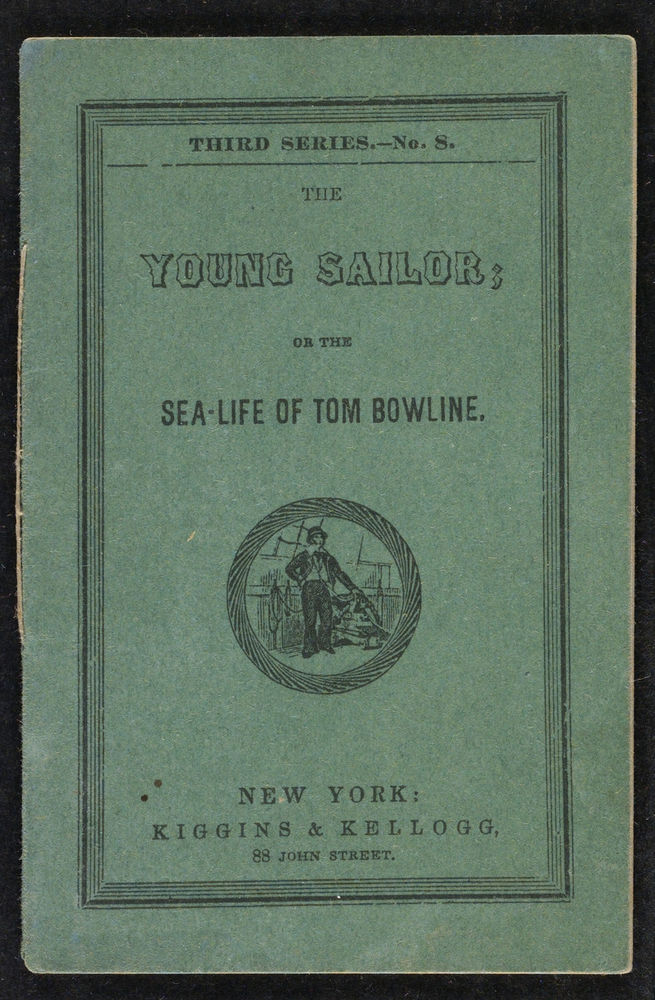 THIRD SERIES.—No. 8.
THE
YOUNG SAILOR;
OR THE
SEA-LIFE OF TOM BOWLINE.
NEW YORK:
KIGGINS & KELLOGG,
88 JOHN STREET.